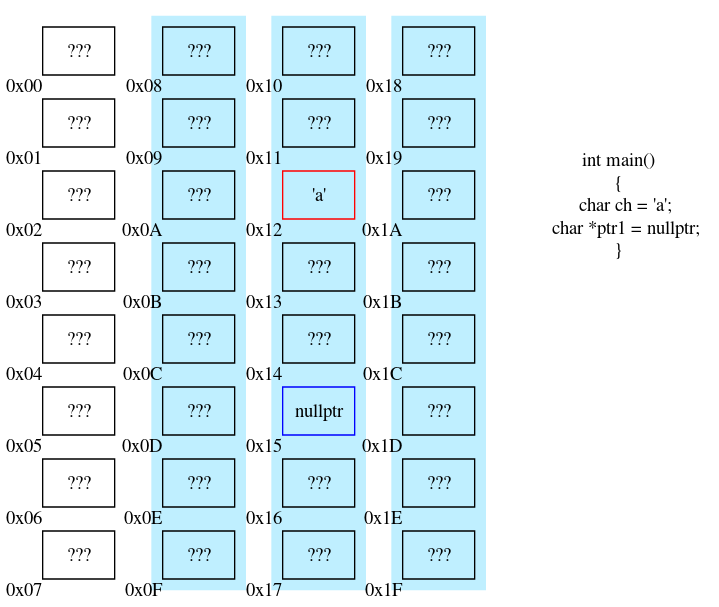 ??? ??? ??? ???
0x00 0x08 0x10 0x18
??? ??? ??? ???
0x01 0x09 0x11 0x19
??? ??? 'a' ???
0x02 0x0A 0x12 0x1A
??? ??? ??? ???
0x03 0x0B 0x13 0x1B
??? ??? ??? ???
0x04 0x0C 0x14 0x1C
??? ??? nullptr ???
0x05 0x0D 0x15 0x1D
??? ??? ??? ???
0x06 0x0E 0x16 0x1E
??? ??? ??? ???
0x07 0x0F 0x17 0x1F
int main()
{
char ch = 'a';
char *ptr1 = nullptr;
}